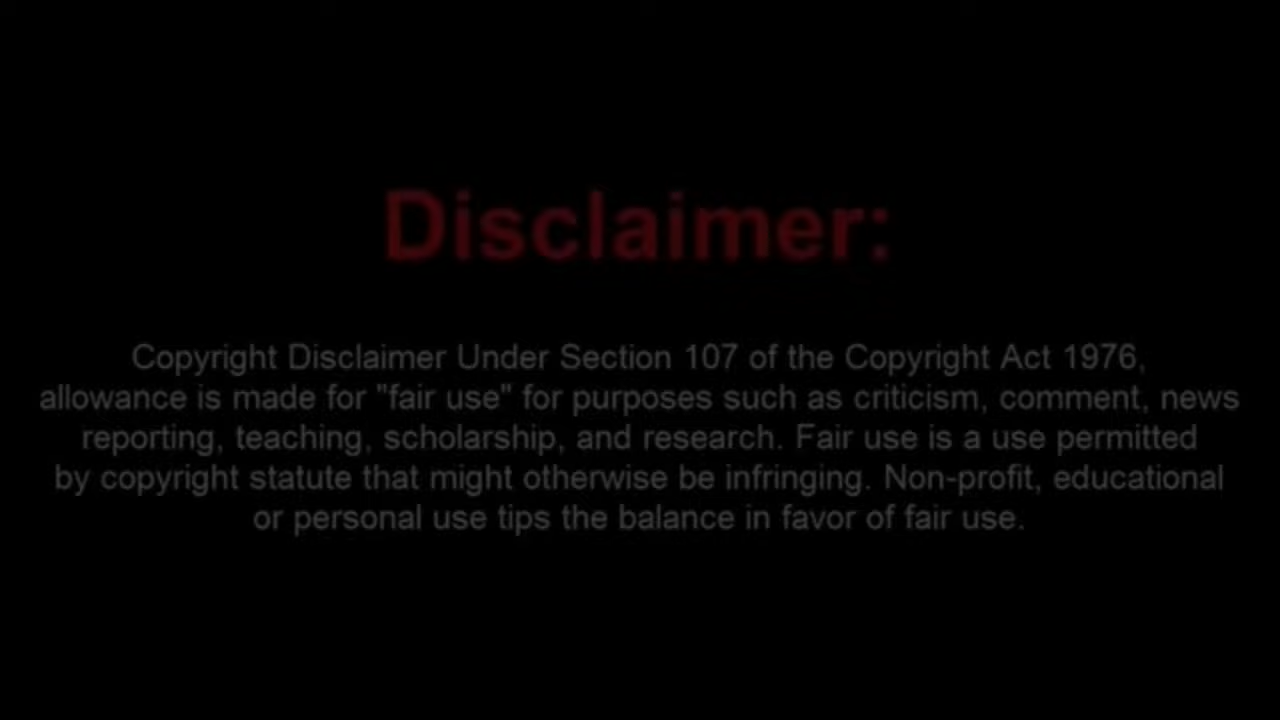 Disclaimer:
Copyright Disclaimer Under Section 107 of the Copyright Act 1976,
allowance is made for "fair use" for purposes such as criticism, comment, news
reporting, teaching, scholarship, and research. Fair use is a use permitted
by copyright statute that might otherwise be infringing. Non-profit, educational
or personal use tips the balance in favor of fair use.